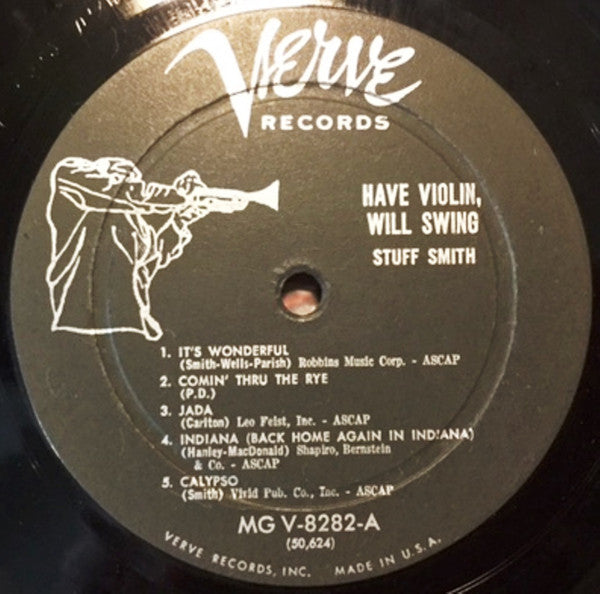 Verve
RECORDS
HAVE VIOLIN,
WILL SWING
STUFF SMITH
1. IT'S WONDERFUL
(Smith-Wells-Parish) Robbins Music Corp. - ASCAP
2. COMIN' THRU THE RYE
(P.D.)
3. JADA
(Carlton) Leo Feist, Inc. - ASCAP
4. INDIANA (BACK HOME AGAIN IN INDIANA)
(Hanley-MacDonald) Shapiro, Bernstein
& Co. - ASCAP
5. CALYPSO
(Smith) Vivid Pub. Co., Inc. - ASCAP
MG V-8282-A
(50,624)
VERVE RECORDS, INC. MADE IN U.S.A.